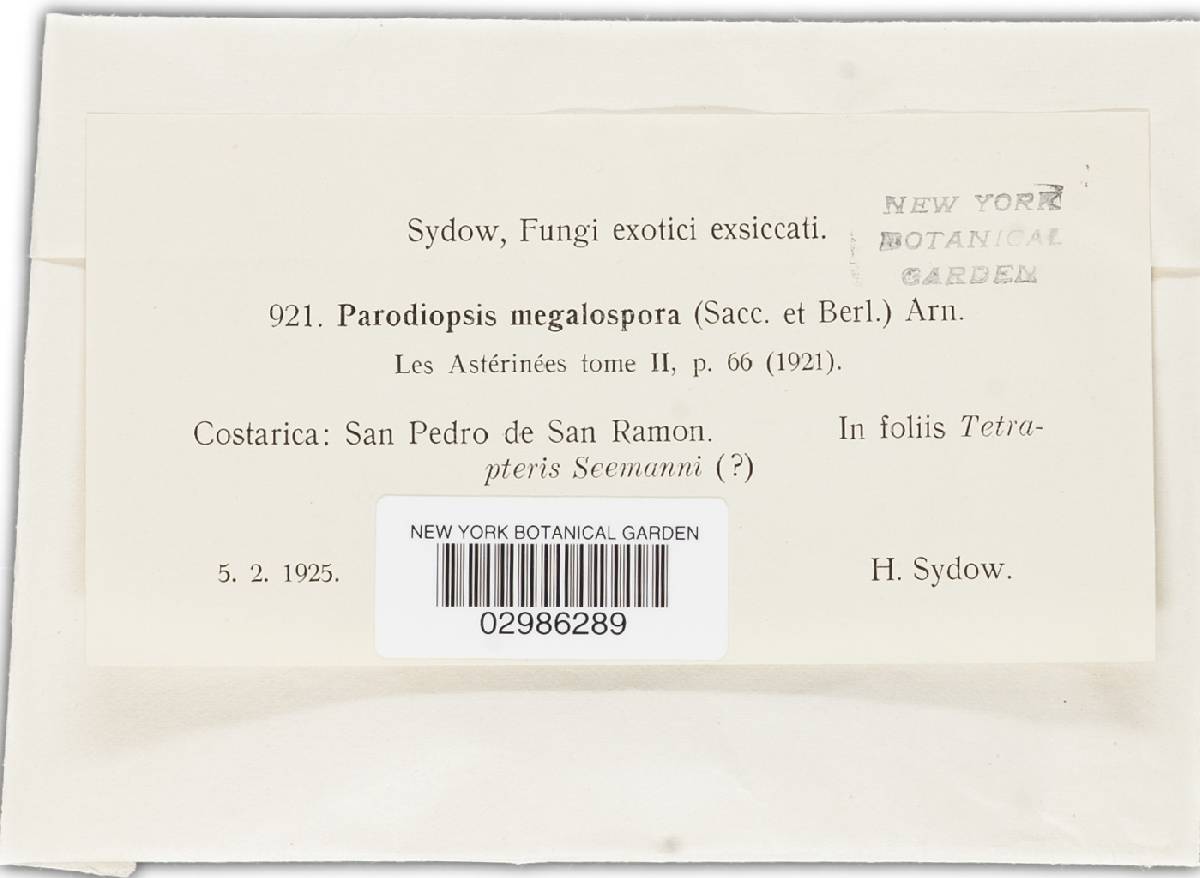 NEW YORK
BOTANICAL
GARDEN
Sydow, Fungi exotici exsiccati.
921. Parodiopsis megalospora (Sacc. et Berl.) Arn.
Les Astérinées tome II, p. 66 (1921).
Costarica: San Pedro de San Ramon. In foliis Tetra-
pteris Seemanni (?)
NEW YORK BOTANICAL GARDEN
02986289
5. 2. 1925. H. Sydow.